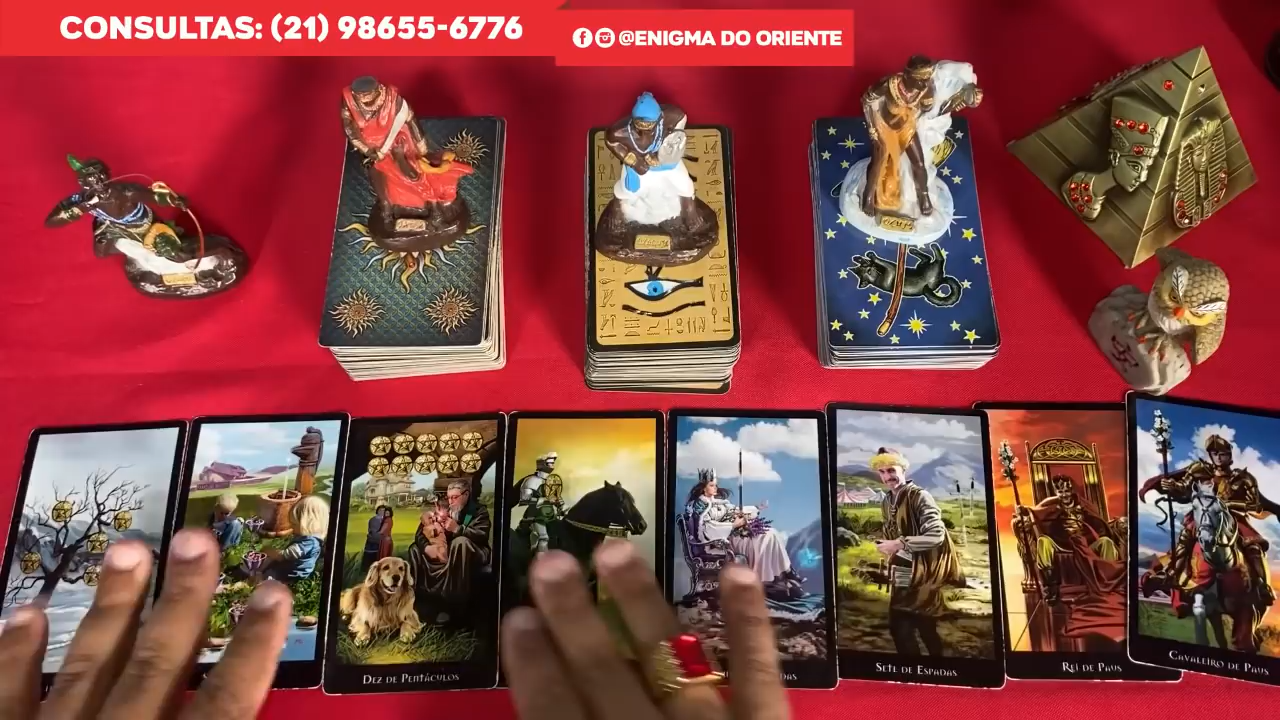 CONSULTAS: (21) 98655-6776
@ENIGMA DO ORIENTE
DEZ DE PENTÁCULOS
SETE DE ESPADAS
REI DE PAUS
CAVALEIRO DE PAUS